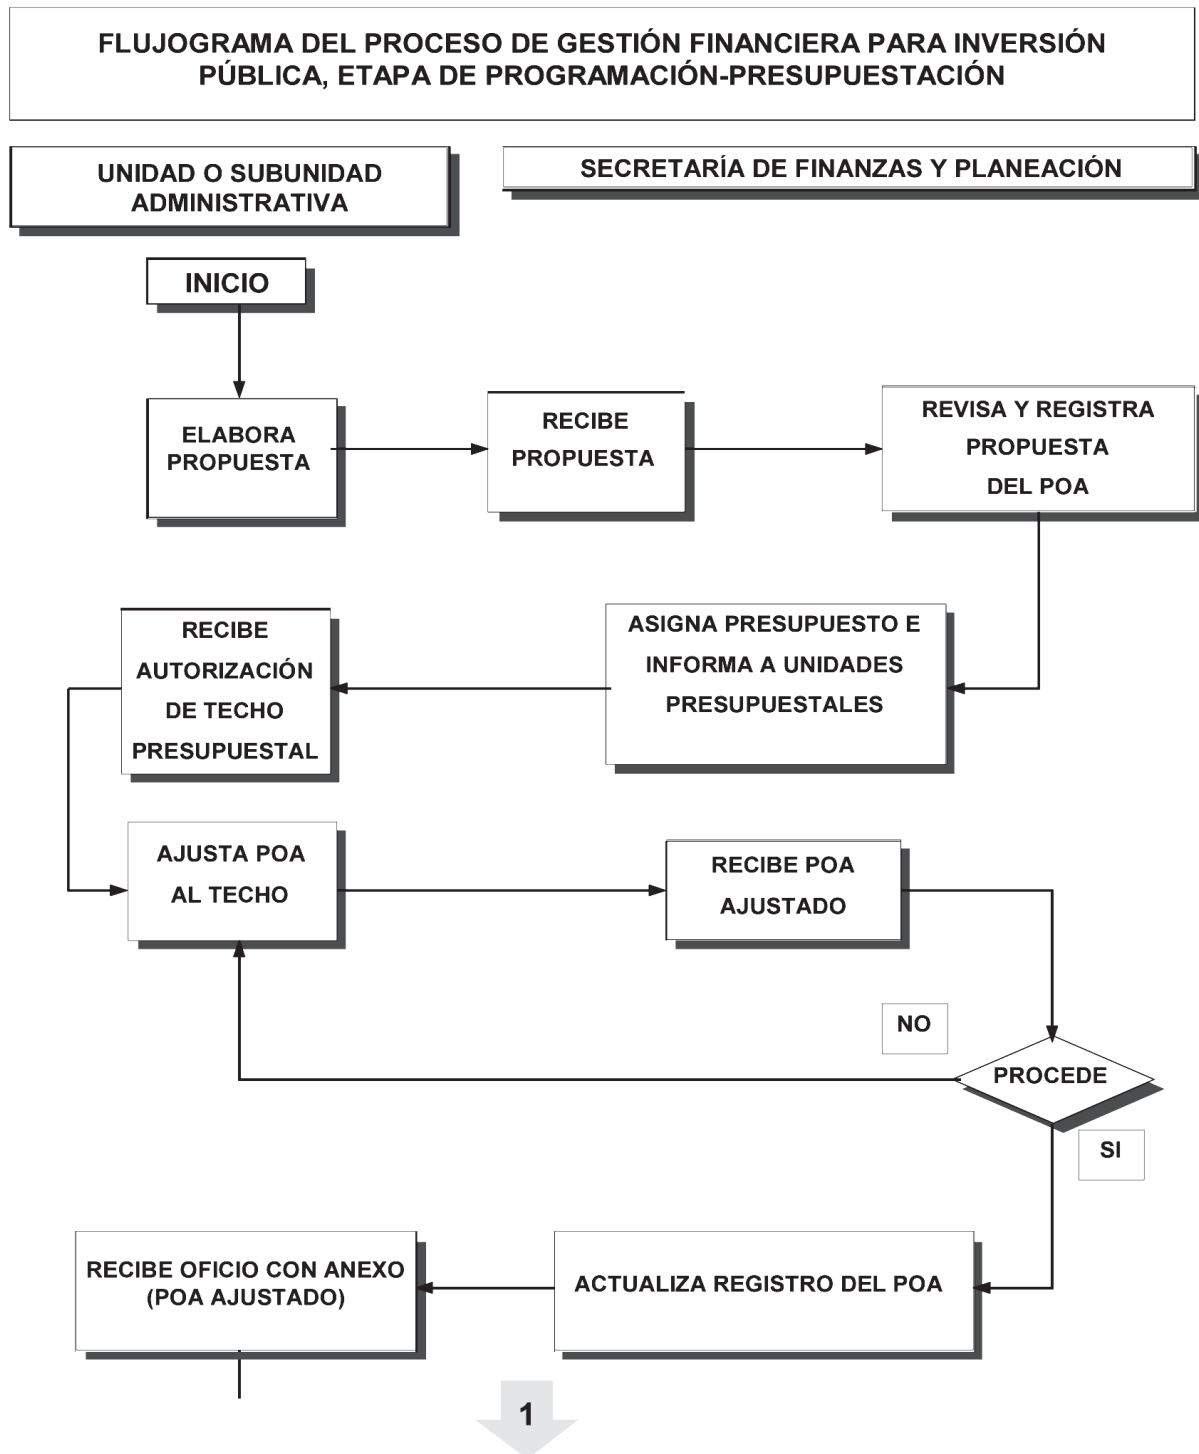 FLUJOGRAMA DEL PROCESO DE GESTIÓN FINANCIERA PARA INVERSIÓN
PÚBLICA, ETAPA DE PROGRAMACIÓN-PRESUPUESTACIÓN
UNIDAD O SUBUNIDAD
ADMINISTRATIVA
SECRETARÍA DE FINANZAS Y PLANEACIÓN
INICIO
ELABORA
PROPUESTA
RECIBE
PROPUESTA
REVISA Y REGISTRA
PROPUESTA
DEL POA
ASIGNA PRESUPUESTO E
INFORMA A UNIDADES
PRESUPUESTALES
RECIBE
AUTORIZACIÓN
DE TECHO
PRESUPUESTAL
AJUSTA POA
AL TECHO
RECIBE POA
AJUSTADO
NO
PROCEDE
SI
ACTUALIZA REGISTRO DEL POA
RECIBE OFICIO CON ANEXO
(POA AJUSTADO)
1